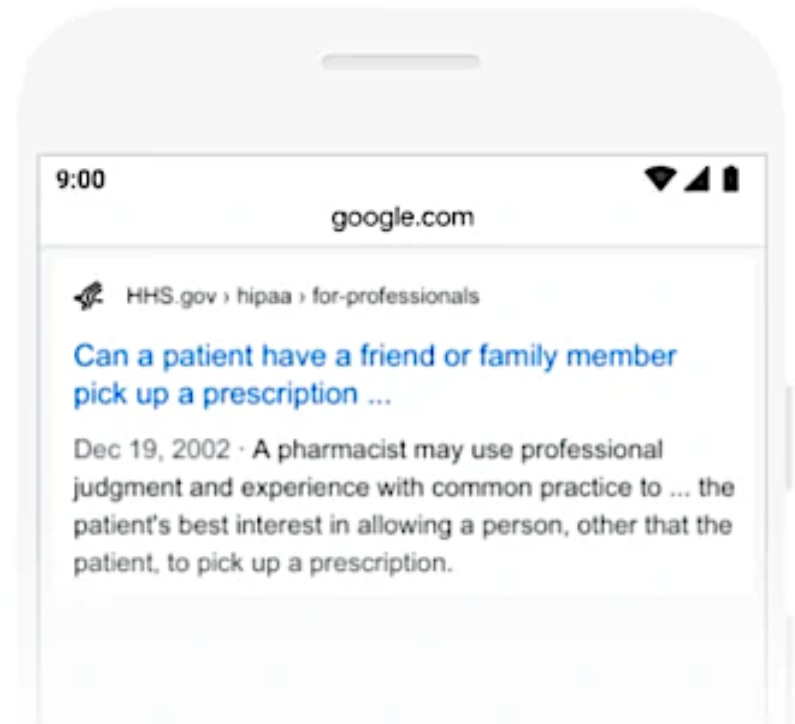 9:00
google.com
HHS.gov › hipaa › for-professionals
Can a patient have a friend or family member
pick up a prescription ...
Dec 19, 2002 · A pharmacist may use professional
judgment and experience with common practice to ... the
patient's best interest in allowing a person, other that the
patient, to pick up a prescription.